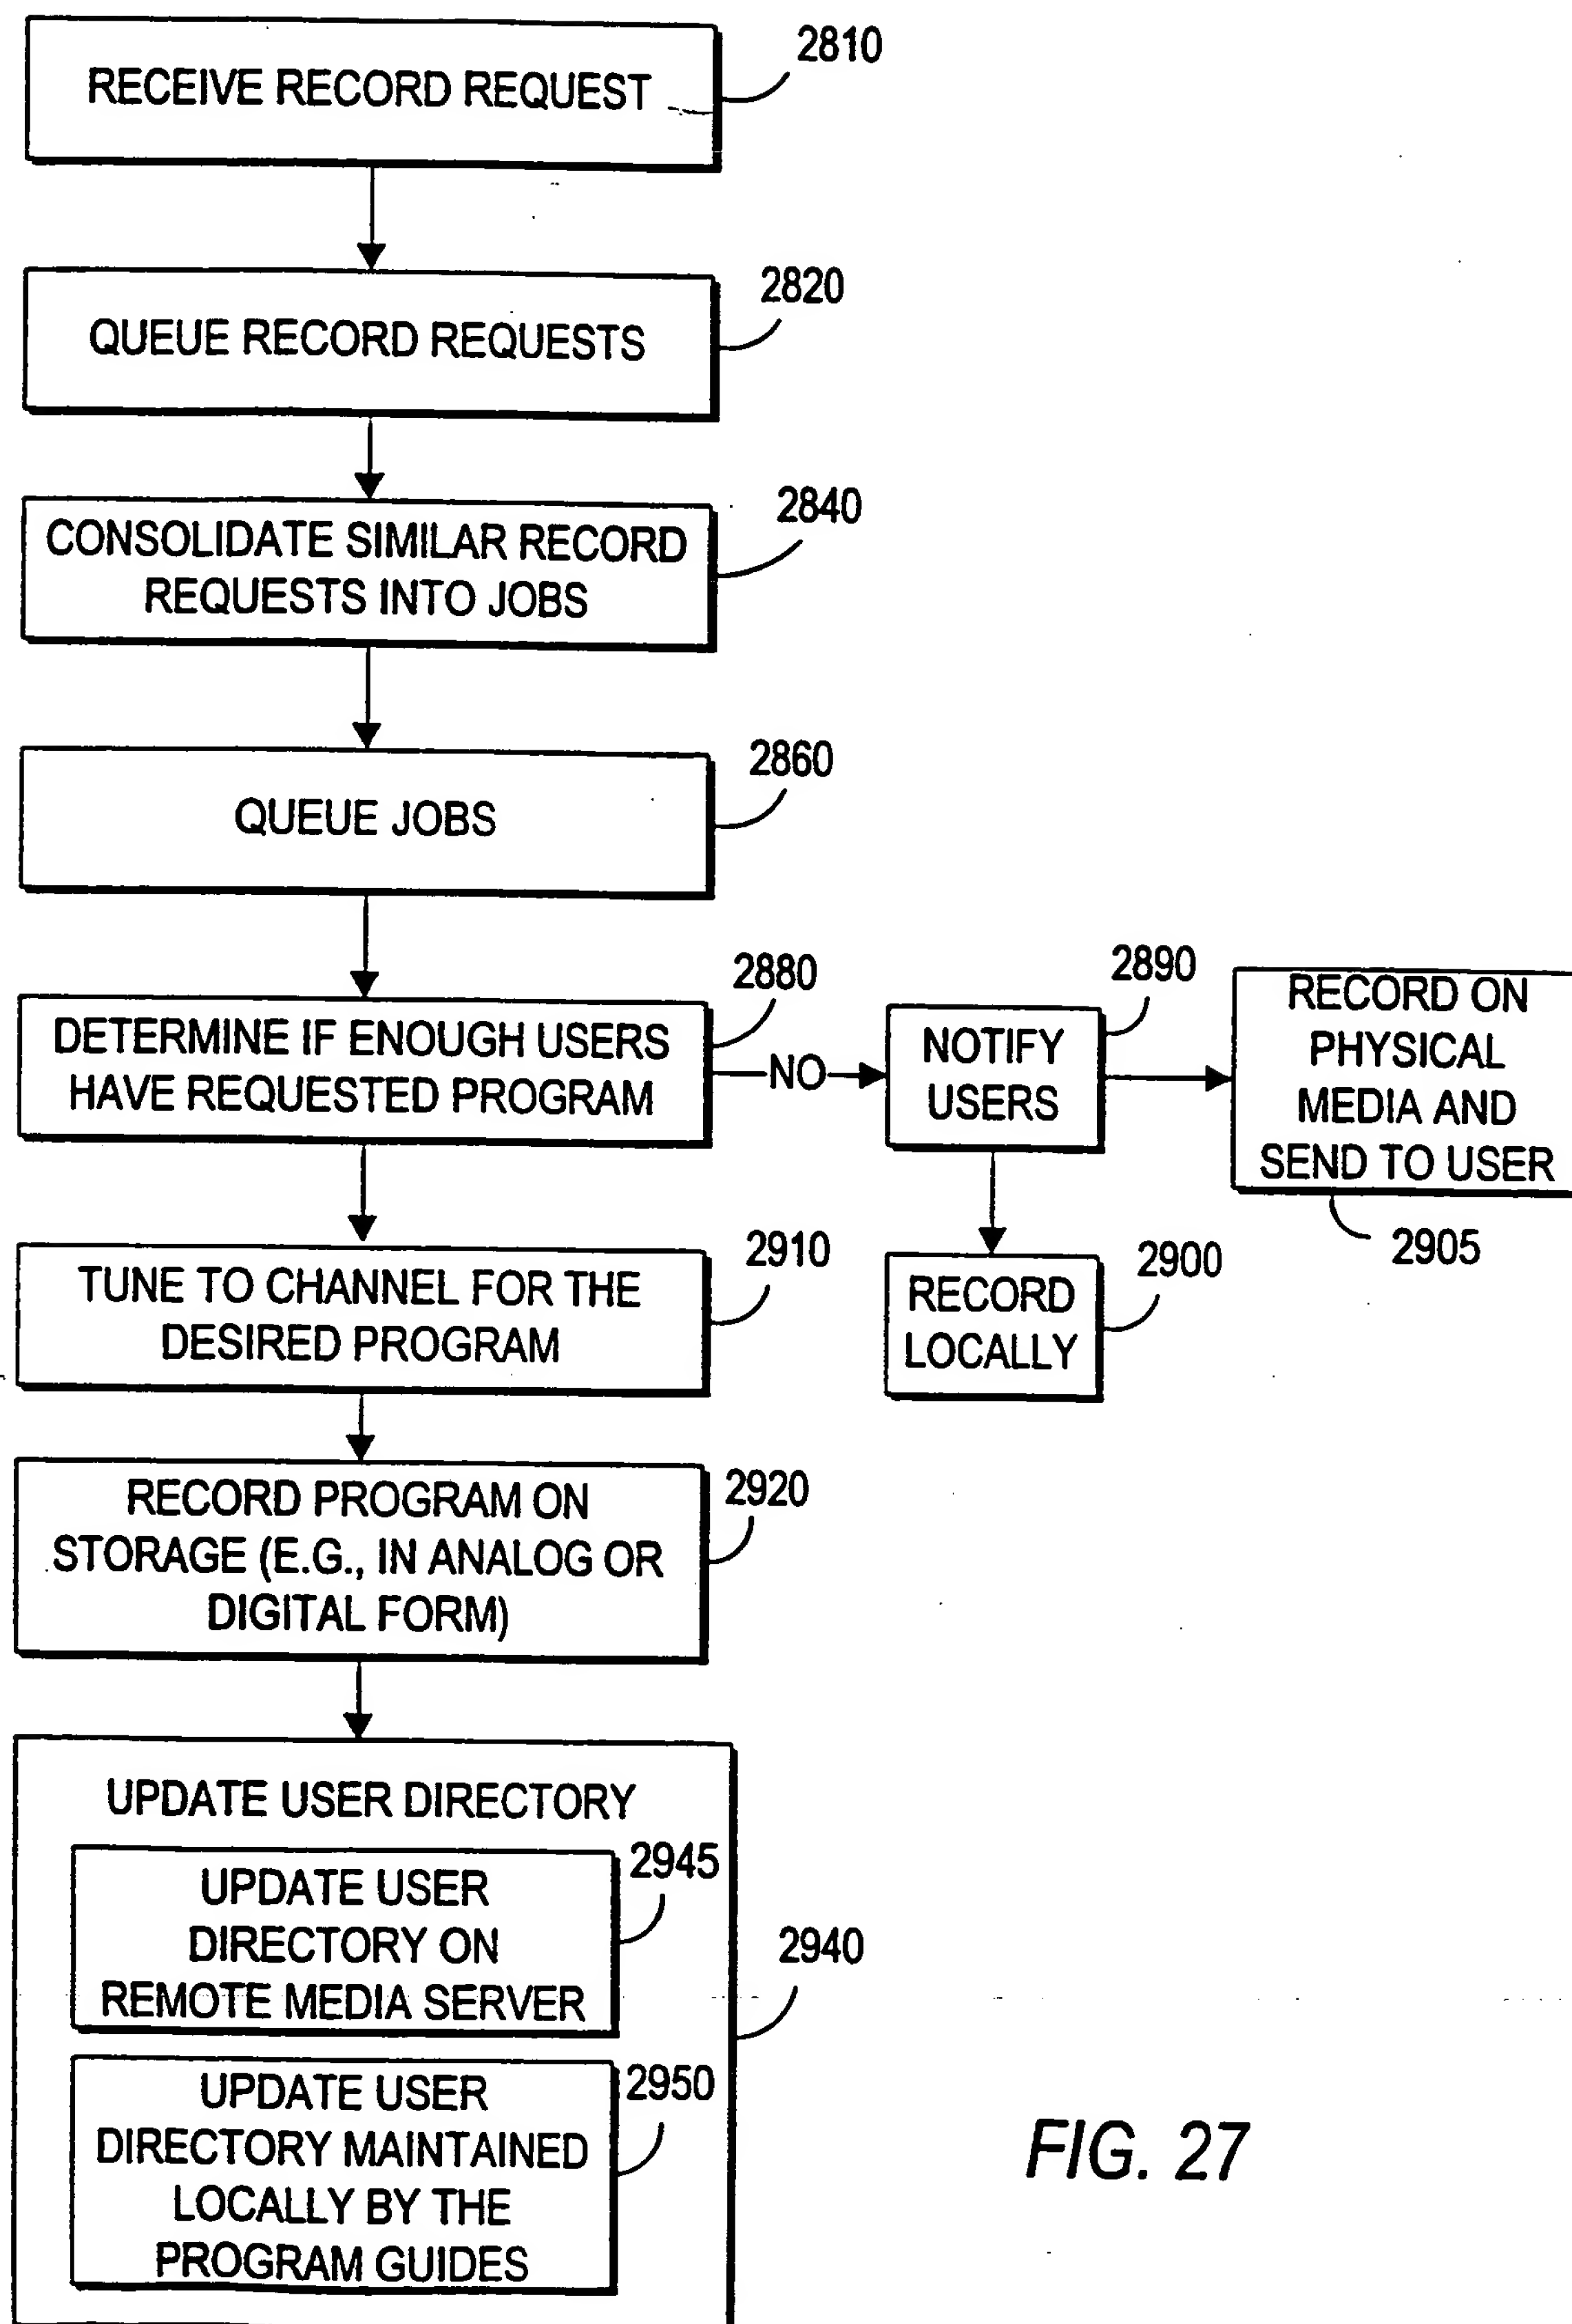 2810
RECEIVE RECORD REQUEST
2820
QUEUE RECORD REQUESTS
2840
CONSOLIDATE SIMILAR RECORD
REQUESTS INTO JOBS
2860
QUEUE JOBS
2880
DETERMINE IF ENOUGH USERS
HAVE REQUESTED PROGRAM
NO
2890
NOTIFY
USERS
RECORD ON
PHYSICAL
MEDIA AND
SEND TO USER
2905
2900
RECORD
LOCALLY
2910
TUNE TO CHANNEL FOR THE
DESIRED PROGRAM
2920
RECORD PROGRAM ON
STORAGE (E.G., IN ANALOG OR
DIGITAL FORM)
UPDATE USER DIRECTORY
2945
UPDATE USER
DIRECTORY ON
REMOTE MEDIA SERVER
2940
2950
UPDATE USER
DIRECTORY MAINTAINED
LOCALLY BY THE
PROGRAM GUIDES
FIG. 27